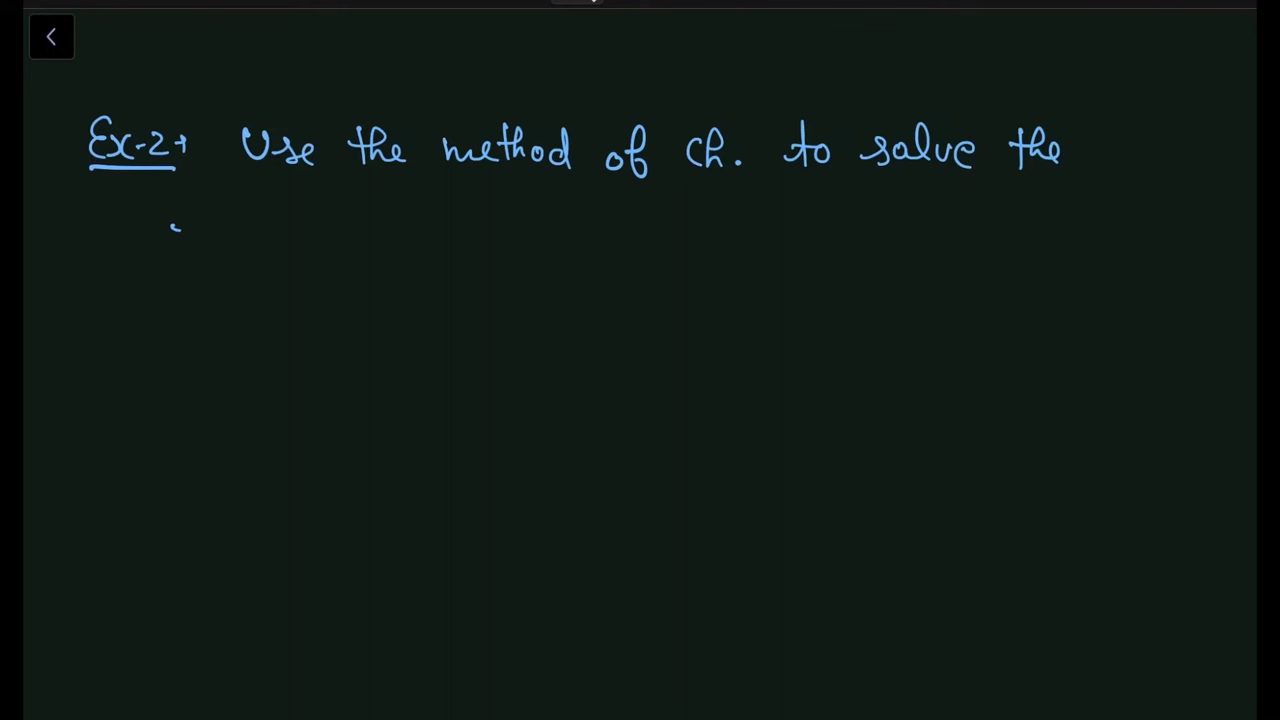 Ex-2→ Use the method of ch. to solve the